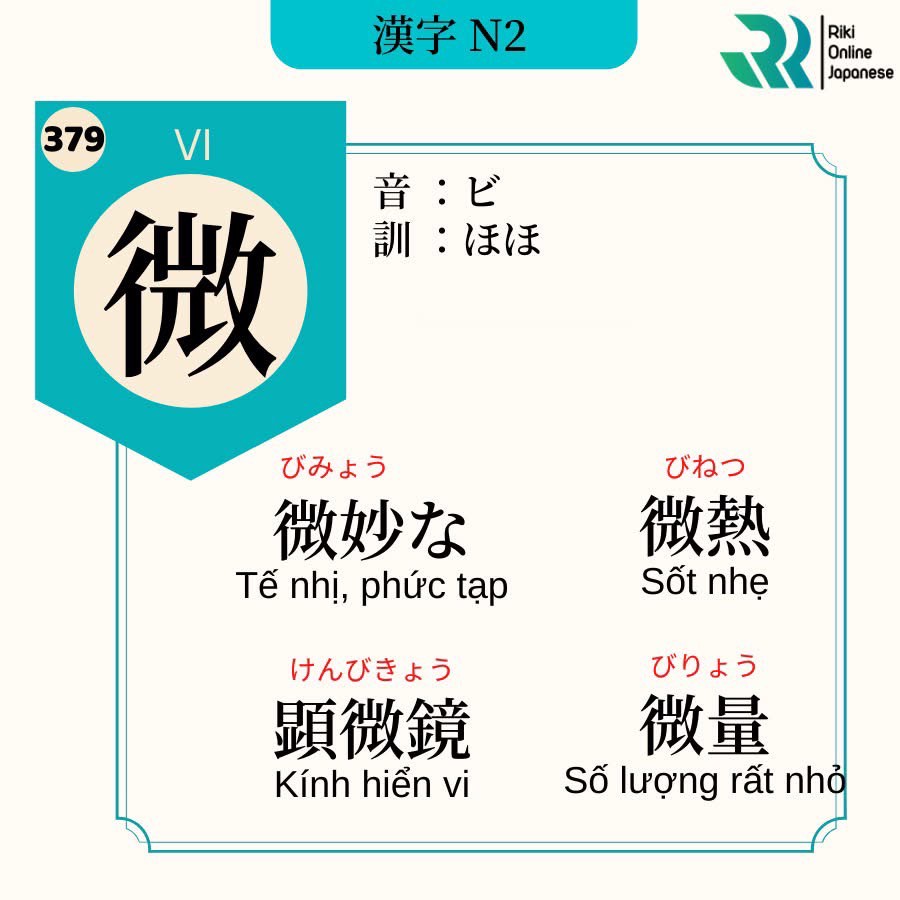 漢字 N2
Riki
Online
Japanese
379
VI
微
音 ：ビ
訓 ：ほほ
びみょう
微妙な
Tế nhị, phức tạp
びねつ
微熱
Sốt nhẹ
けんびきょう
顕微鏡
Kính hiển vi
びりょう
微量
Số lượng rất nhỏ